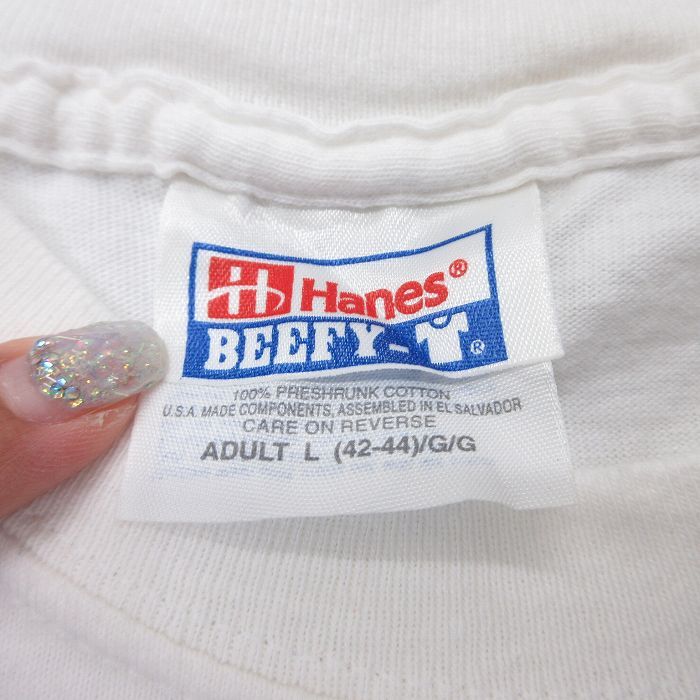 Hanes®
BEEFY-T®
100% PRESHRUNK COTTON
U.S.A. MADE COMPONENTS, ASSEMBLED IN EL SALVADOR
CARE ON REVERSE
ADULT L (42-44)/G/G